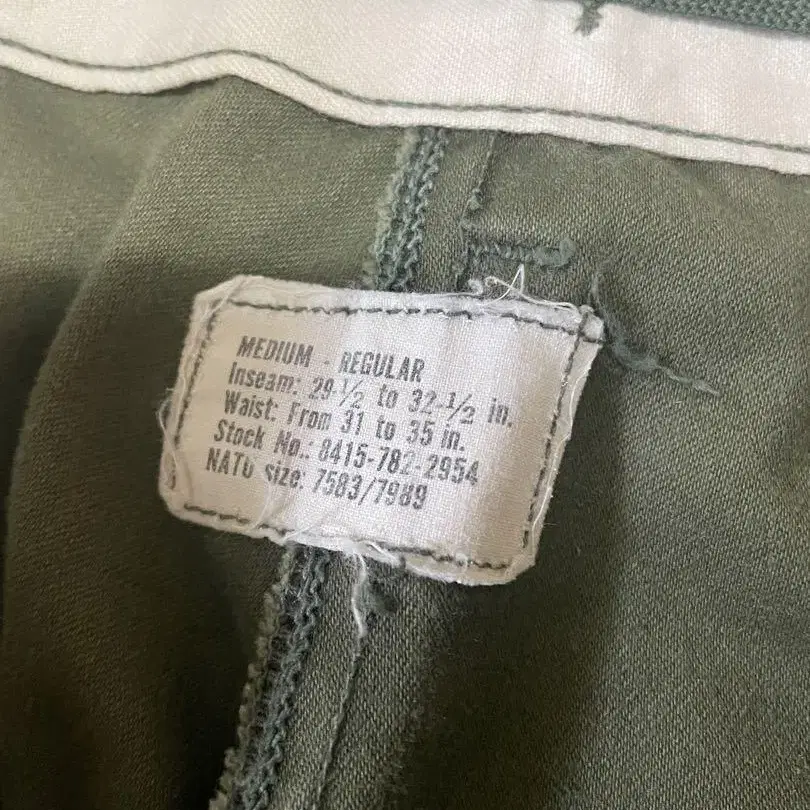 MEDIUM - REGULAR
Inseam: 29-½ to 32-½ in.
Waist: From 31 to 35 in.
Stock No.: 8415-782-2954
NATO size: 7583/7989